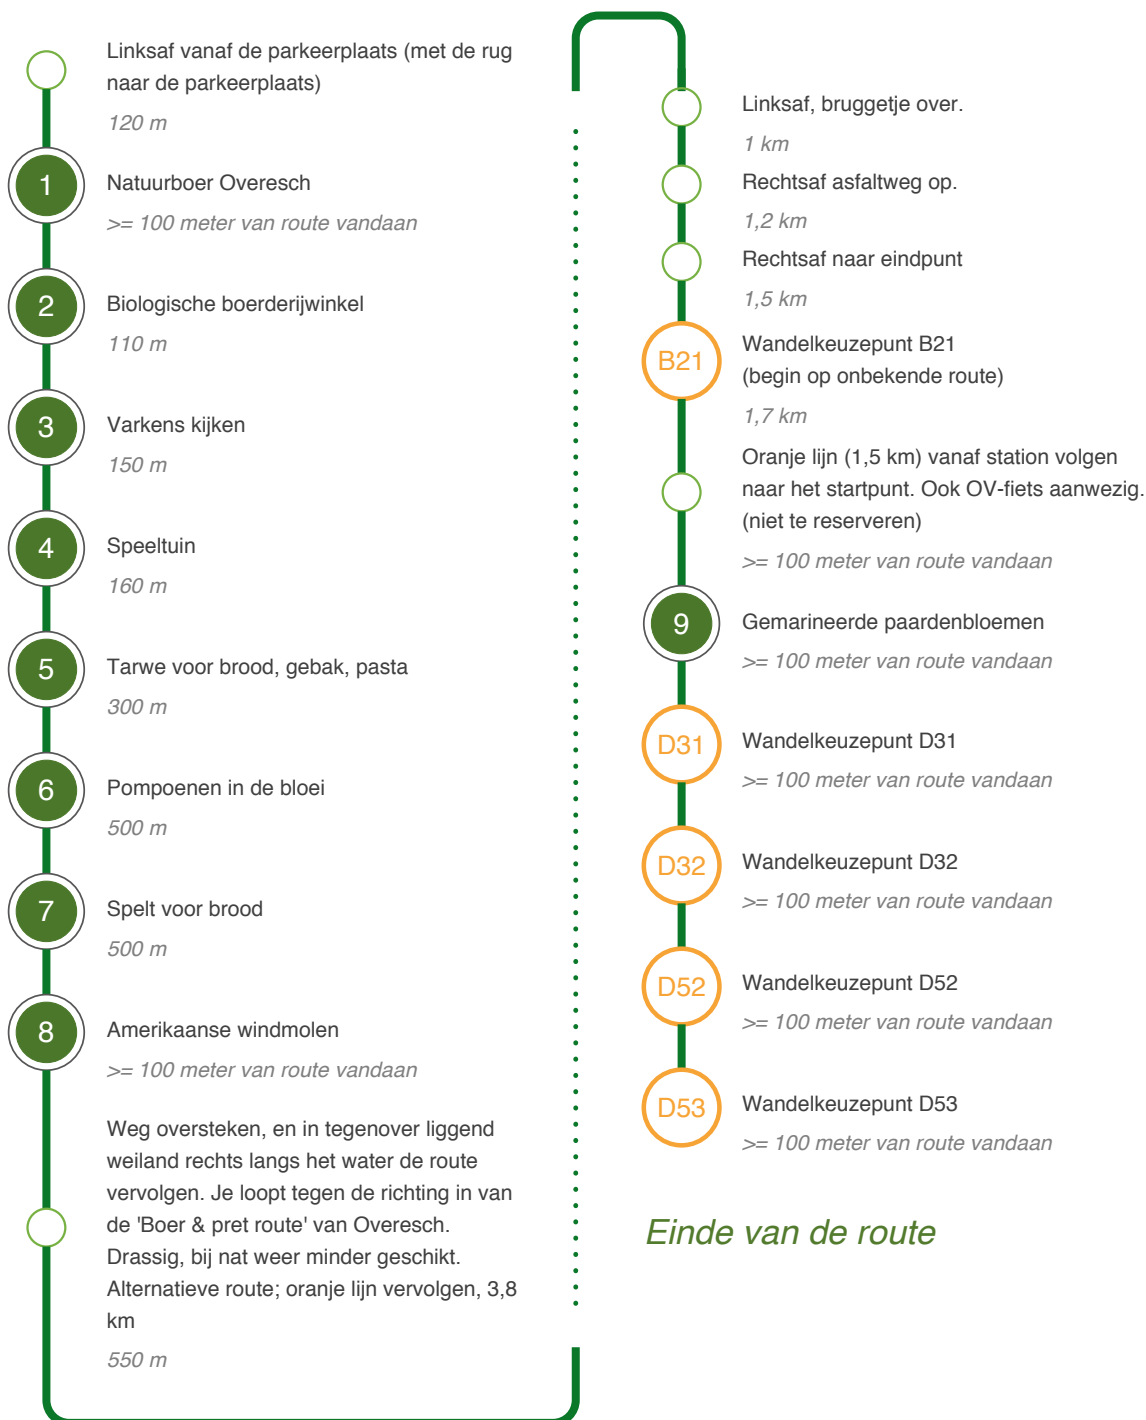 Linksaf vanaf de parkeerplaats (met de rug
naar de parkeerplaats)
120 m
1
Natuurboer Overesch
>= 100 meter van route vandaan
2
Biologische boerderijwinkel
110 m
3
Varkens kijken
150 m
4
Speeltuin
160 m
5
Tarwe voor brood, gebak, pasta
300 m
6
Pompoenen in de bloei
500 m
7
Spelt voor brood
500 m
8
Amerikaanse windmolen
>= 100 meter van route vandaan
Weg oversteken, en in tegenover liggend
weiland rechts langs het water de route
vervolgen. Je loopt tegen de richting in van
de 'Boer & pret route' van Overesch.
Drassig, bij nat weer minder geschikt.
Alternatieve route; oranje lijn vervolgen, 3,8
km
550 m
Linksaf, bruggetje over.
1 km
Rechtsaf asfaltweg op.
1,2 km
Rechtsaf naar eindpunt
1,5 km
B21
Wandelkeuzepunt B21
(begin op onbekende route)
1,7 km
Oranje lijn (1,5 km) vanaf station volgen
naar het startpunt. Ook OV-fiets aanwezig.
(niet te reserveren)
>= 100 meter van route vandaan
9
Gemarineerde paardenbloemen
>= 100 meter van route vandaan
D31
Wandelkeuzepunt D31
>= 100 meter van route vandaan
D32
Wandelkeuzepunt D32
>= 100 meter van route vandaan
D52
Wandelkeuzepunt D52
>= 100 meter van route vandaan
D53
Wandelkeuzepunt D53
>= 100 meter van route vandaan
Einde van de route